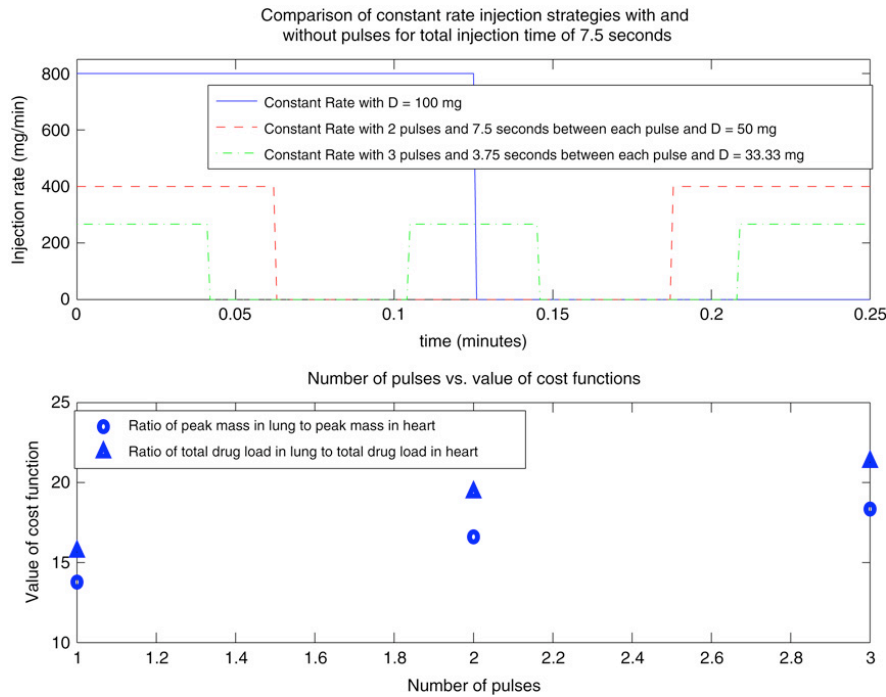 Comparison of constant rate injection strategies with and
without pulses for total injection time of 7.5 seconds
800
600
400
200
0
Injection rate (mg/min)
Constant Rate with D = 100 mg
Constant Rate with 2 pulses and 7.5 seconds between each pulse and D = 50 mg
Constant Rate with 3 pulses and 3.75 seconds between each pulse and D = 33.33 mg
0 0.05 0.1 0.15 0.2 0.25
time (minutes)
Number of pulses vs. value of cost functions
25
20
15
10
Value of cost function
Ratio of peak mass in lung to peak mass in heart
Ratio of total drug load in lung to total drug load in heart
1 1.2 1.4 1.6 1.8 2 2.2 2.4 2.6 2.8 3
Number of pulses